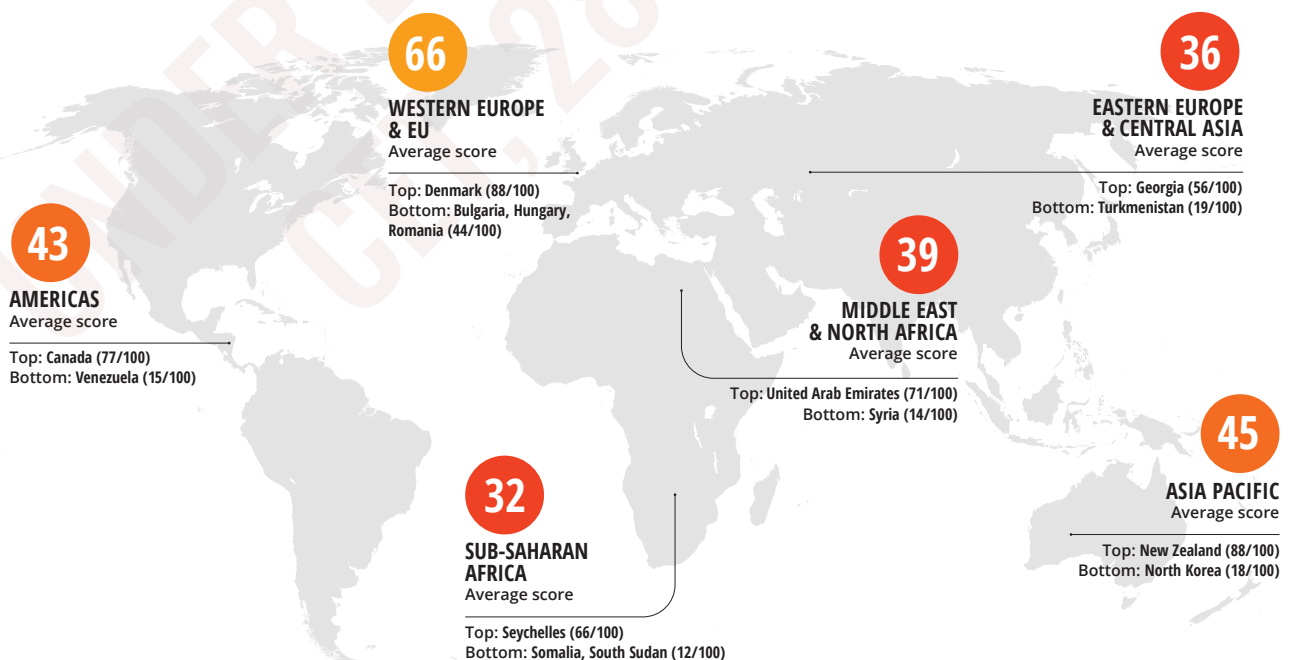 66
WESTERN EUROPE
& EU
Average score
Top: Denmark (88/100)
Bottom: Bulgaria, Hungary,
Romania (44/100)
36
EASTERN EUROPE
& CENTRAL ASIA
Average score
Top: Georgia (56/100)
Bottom: Turkmenistan (19/100)
43
AMERICAS
Average score
Top: Canada (77/100)
Bottom: Venezuela (15/100)
39
MIDDLE EAST
& NORTH AFRICA
Average score
Top: United Arab Emirates (71/100)
Bottom: Syria (14/100)
45
ASIA PACIFIC
Average score
Top: New Zealand (88/100)
Bottom: North Korea (18/100)
32
SUB-SAHARAN
AFRICA
Average score
Top: Seychelles (66/100)
Bottom: Somalia, South Sudan (12/100)